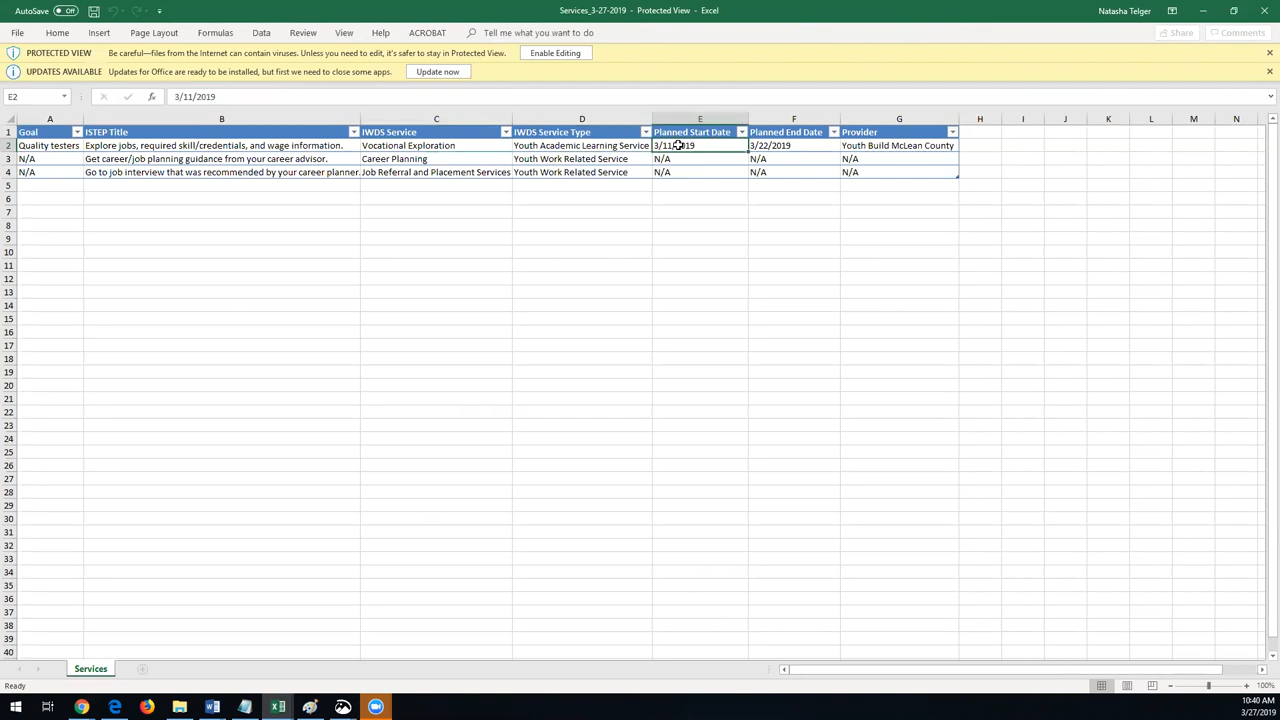 AutoSave Off Services_3-27-2019 - Protected View - Excel Natasha Telger
File Home Insert Page Layout Formulas Data Review View Help ACROBAT Tell me what you want to do Share Comments
PROTECTED VIEW Be careful—files from the Internet can contain viruses. Unless you need to edit, it's safer to stay in Protected View. Enable Editing
UPDATES AVAILABLE Updates for Office are ready to be installed, but first we need to close some apps. Update now
E2 fx 3/11/2019
A B C D E F G H I J K L M N
1 Goal ISTEP Title IWDS Service IWDS Service Type Planned Start Date Planned End Date Provider
2 Quality testers Explore jobs, required skill/credentials, and wage information. Vocational Exploration Youth Academic Learning Service 3/11/2019 3/22/2019 Youth Build McLean County
3 N/A Get career/job planning guidance from your career advisor. Career Planning Youth Work Related Service N/A N/A N/A
4 N/A Go to job interview that was recommended by your career planner. Job Referral and Placement Services Youth Work Related Service N/A N/A N/A
5
6
7
8
9
10
11
12
13
14
15
16
17
18
19
20
21
22
23
24
25
26
27
28
29
30
31
32
33
34
35
36
37
38
39
40
Services
Ready 100%
10:40 AM
3/27/2019